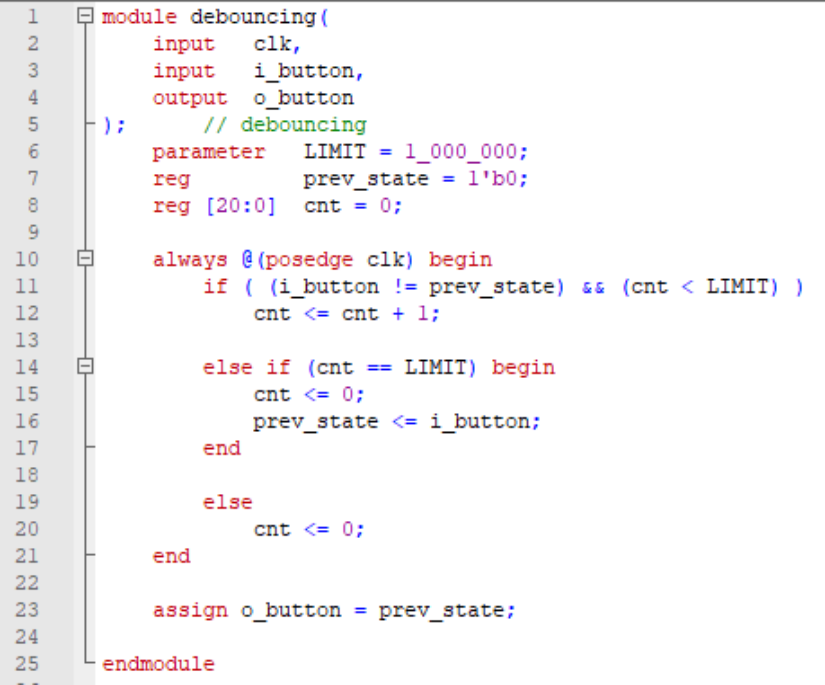 1 module debouncing(
2     input   clk,
3     input   i_button,
4     output  o_button
5 );      // debouncing
6     parameter   LIMIT = 1_000_000;
7     reg         prev_state = 1'b0;
8     reg [20:0]  cnt = 0;
9
10     always @(posedge clk) begin
11         if ( (i_button != prev_state) && (cnt < LIMIT) )
12             cnt <= cnt + 1;
13
14         else if (cnt == LIMIT) begin
15             cnt <= 0;
16             prev_state <= i_button;
17         end
18
19         else
20             cnt <= 0;
21     end
22
23     assign o_button = prev_state;
24
25 endmodule